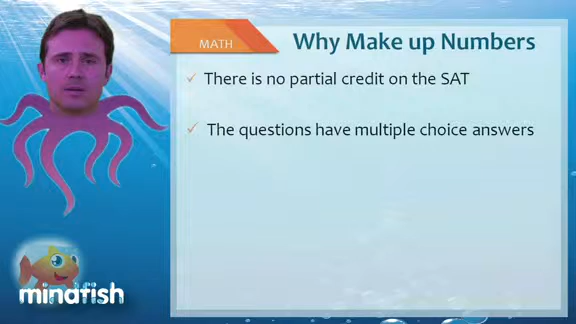 MATH
Why Make up Numbers
There is no partial credit on the SAT
The questions have multiple choice answers
mindfish